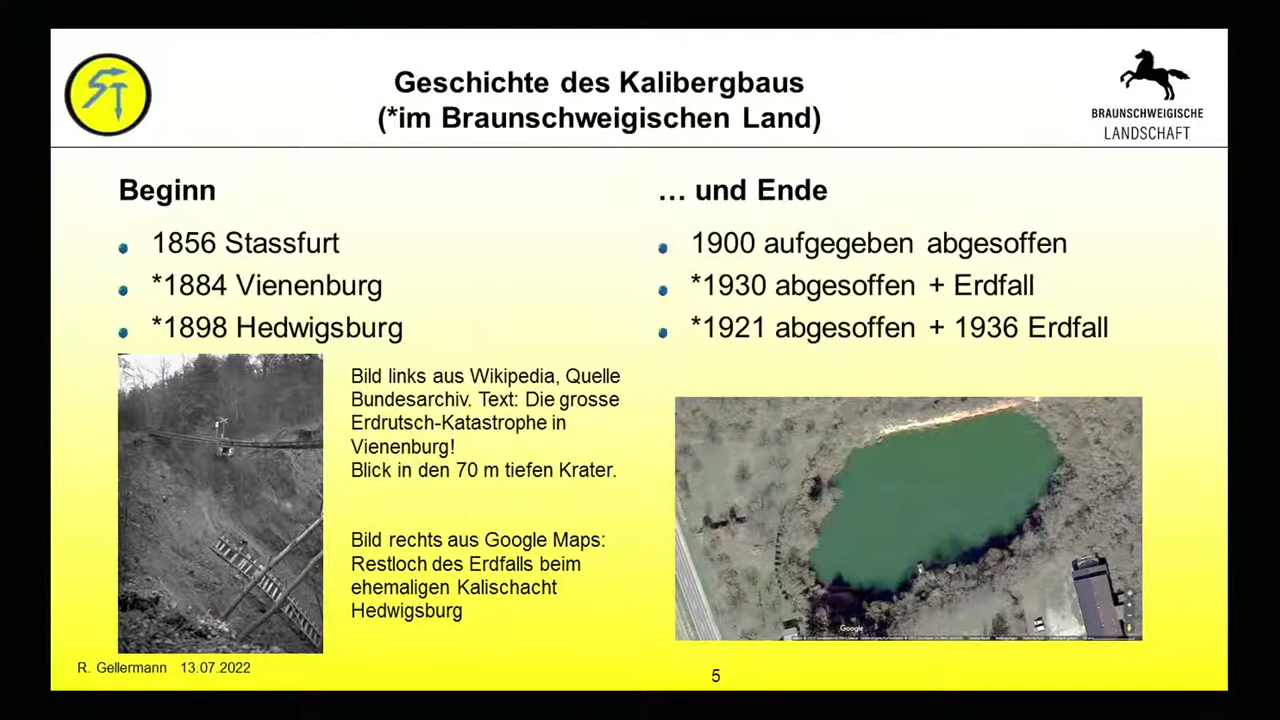 Geschichte des Kalibergbaus
(*im Braunschweigischen Land)
ST
BRAUNSCHWEIGISCHE
LANDSCHAFT
Beginn
1856 Stassfurt
*1884 Vienenburg
*1898 Hedwigsburg
… und Ende
1900 aufgegeben abgesoffen
*1930 abgesoffen + Erdfall
*1921 abgesoffen + 1936 Erdfall
Bild links aus Wikipedia, Quelle
Bundesarchiv. Text: Die grosse
Erdrutsch-Katastrophe in
Vienenburg!
Blick in den 70 m tiefen Krater.
Bild rechts aus Google Maps:
Restloch des Erdfalls beim
ehemaligen Kalischacht
Hedwigsburg
Google
R. Gellermann 13.07.2022
5